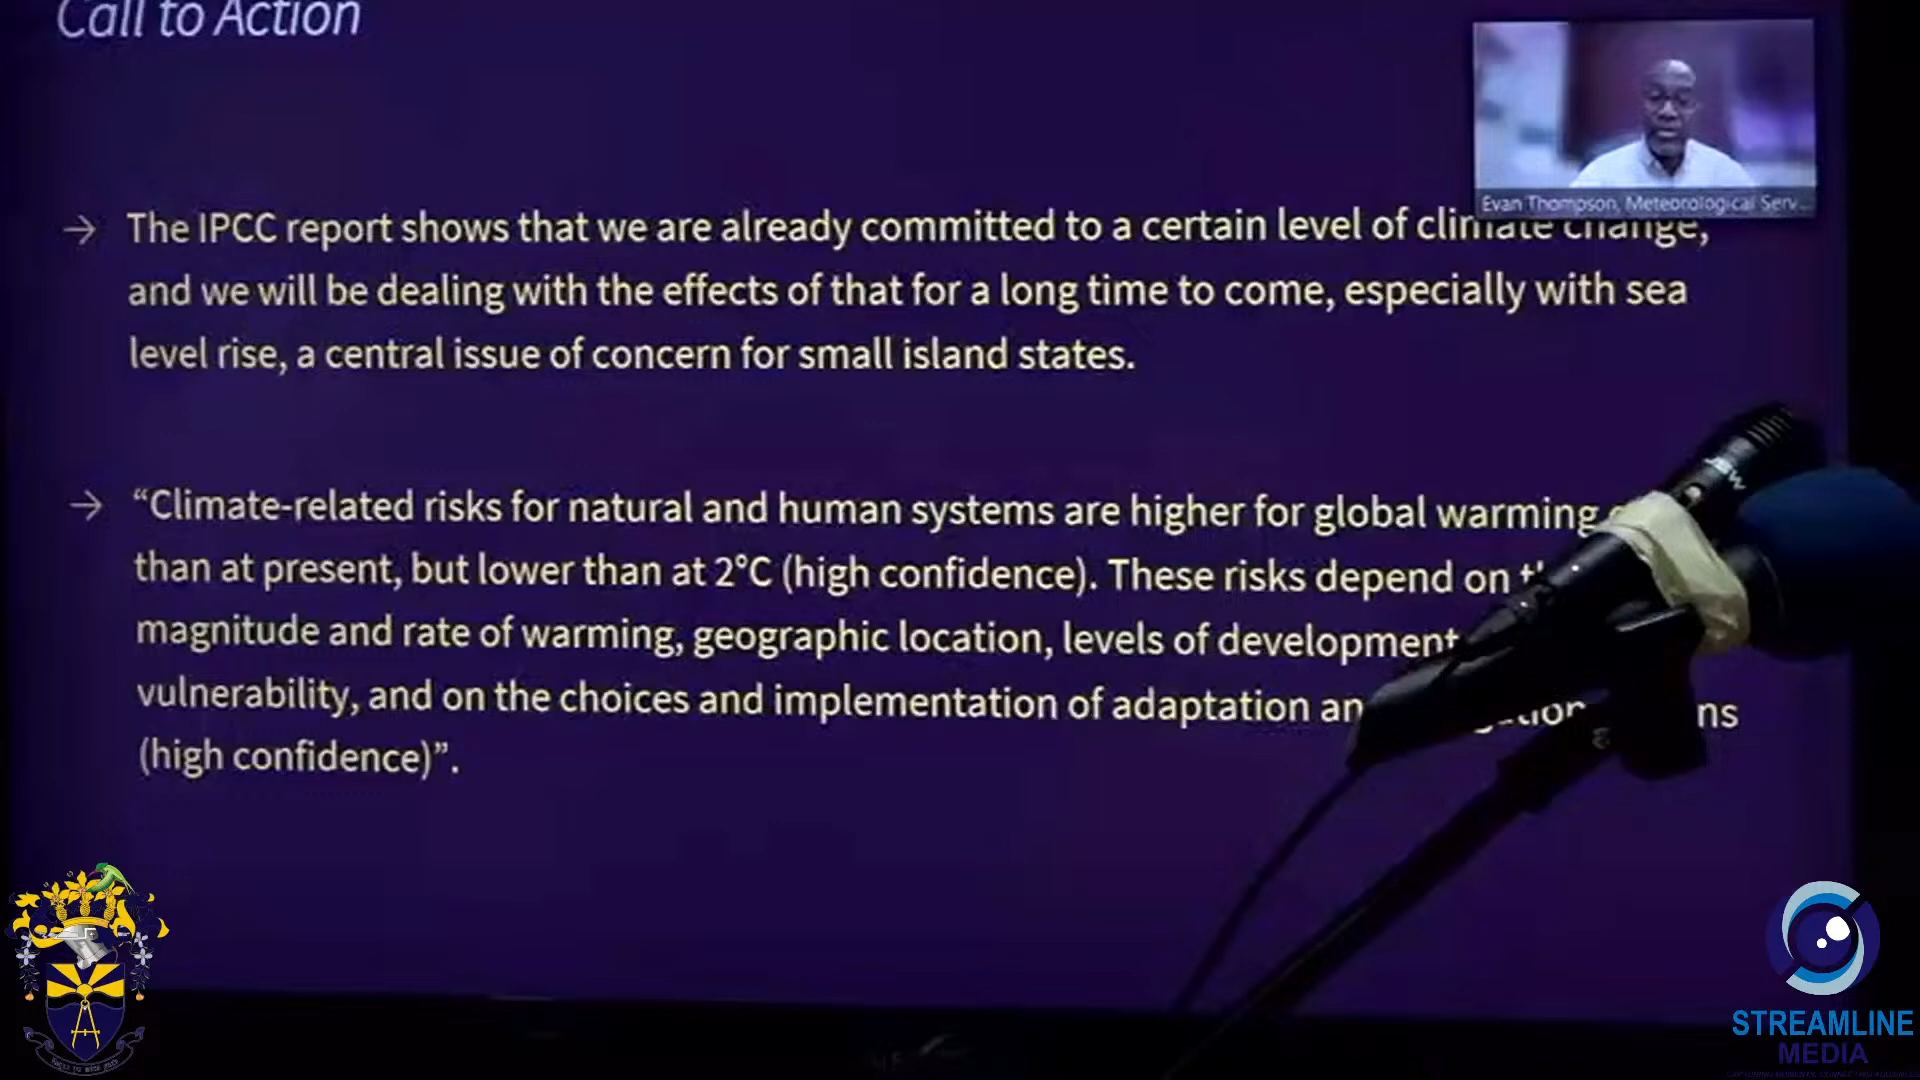 Call to Action
Evan Thompson, Meteorological Serv...
→ The IPCC report shows that we are already committed to a certain level of climate change,
and we will be dealing with the effects of that for a long time to come, especially with sea
level rise, a central issue of concern for small island states.
→ “Climate-related risks for natural and human systems are higher for global warming
than at present, but lower than at 2°C (high confidence). These risks depend on
magnitude and rate of warming, geographic location, levels of development
vulnerability, and on the choices and implementation of adaptation
(high confidence)”.
STREAMLINE
MEDIA